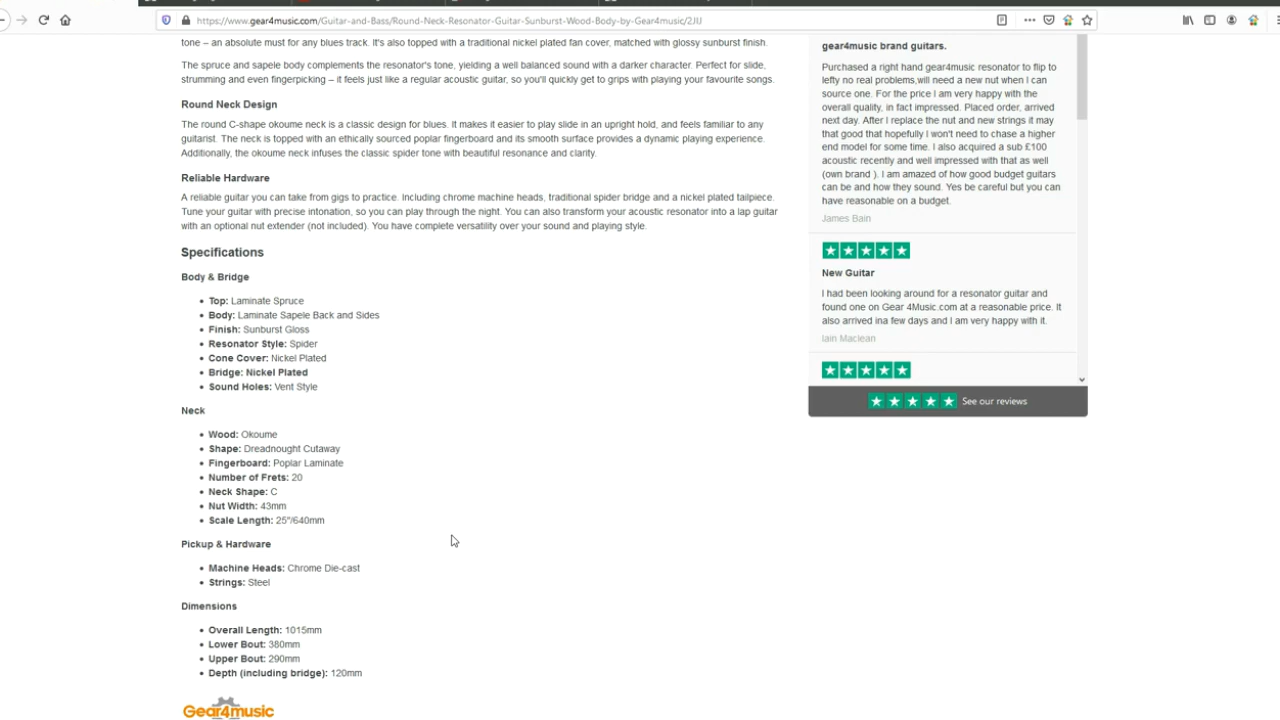 https://www.gear4music.com/Guitar-and-Bass/Round-Neck-Resonator-Guitar-Sunburst-Wood-Body-by-Gear4music/2JIJ
tone – an absolute must for any blues track. It's also topped with a traditional nickel plated fan cover, matched with glossy sunburst finish.
The spruce and sapele body complements the resonator's tone, yielding a well balanced sound with a darker character. Perfect for slide,
strumming and even fingerpicking – it feels just like a regular acoustic guitar, so you'll quickly get to grips with playing your favourite songs.
Round Neck Design
The round C-shape okoume neck is a classic design for blues. It makes it easier to play slide in an upright hold, and feels familiar to any
guitarist. The neck is topped with an ethically sourced poplar fingerboard and its smooth surface provides a dynamic playing experience.
Additionally, the okoume neck infuses the classic spider tone with beautiful resonance and clarity.
Reliable Hardware
A reliable guitar you can take from gigs to practice. Including chrome machine heads, traditional spider bridge and a nickel plated tailpiece.
Tune your guitar with precise intonation, so you can play through the night. You can also transform your acoustic resonator into a lap guitar
with an optional nut extender (not included). You have complete versatility over your sound and playing style.
Specifications
Body & Bridge
• Top: Laminate Spruce
• Body: Laminate Sapele Back and Sides
• Finish: Sunburst Gloss
• Resonator Style: Spider
• Cone Cover: Nickel Plated
• Bridge: Nickel Plated
• Sound Holes: Vent Style
Neck
• Wood: Okoume
• Shape: Dreadnought Cutaway
• Fingerboard: Poplar Laminate
• Number of Frets: 20
• Neck Shape: C
• Nut Width: 43mm
• Scale Length: 25"/640mm
Pickup & Hardware
• Machine Heads: Chrome Die-cast
• Strings: Steel
Dimensions
• Overall Length: 1015mm
• Lower Bout: 380mm
• Upper Bout: 290mm
• Depth (including bridge): 120mm
Gear4music
gear4music brand guitars.
Purchased a right hand gear4music resonator to flip to
lefty no real problems,will need a new nut when I can
source one. For the price I am very happy with the
overall quality, in fact impressed. Placed order, arrived
next day. After I replace the nut and new strings it may
that good that hopefully I won't need to chase a higher
end model for some time. I also acquired a sub £100
acoustic recently and well impressed with that as well
(own brand ). I am amazed of how good budget guitars
can be and how they sound. Yes be careful but you can
have reasonable on a budget.
James Bain
New Guitar
I had been looking around for a resonator guitar and
found one on Gear 4Music.com at a reasonable price. It
also arrived ina few days and I am very happy with it.
Iain Maclean
See our reviews